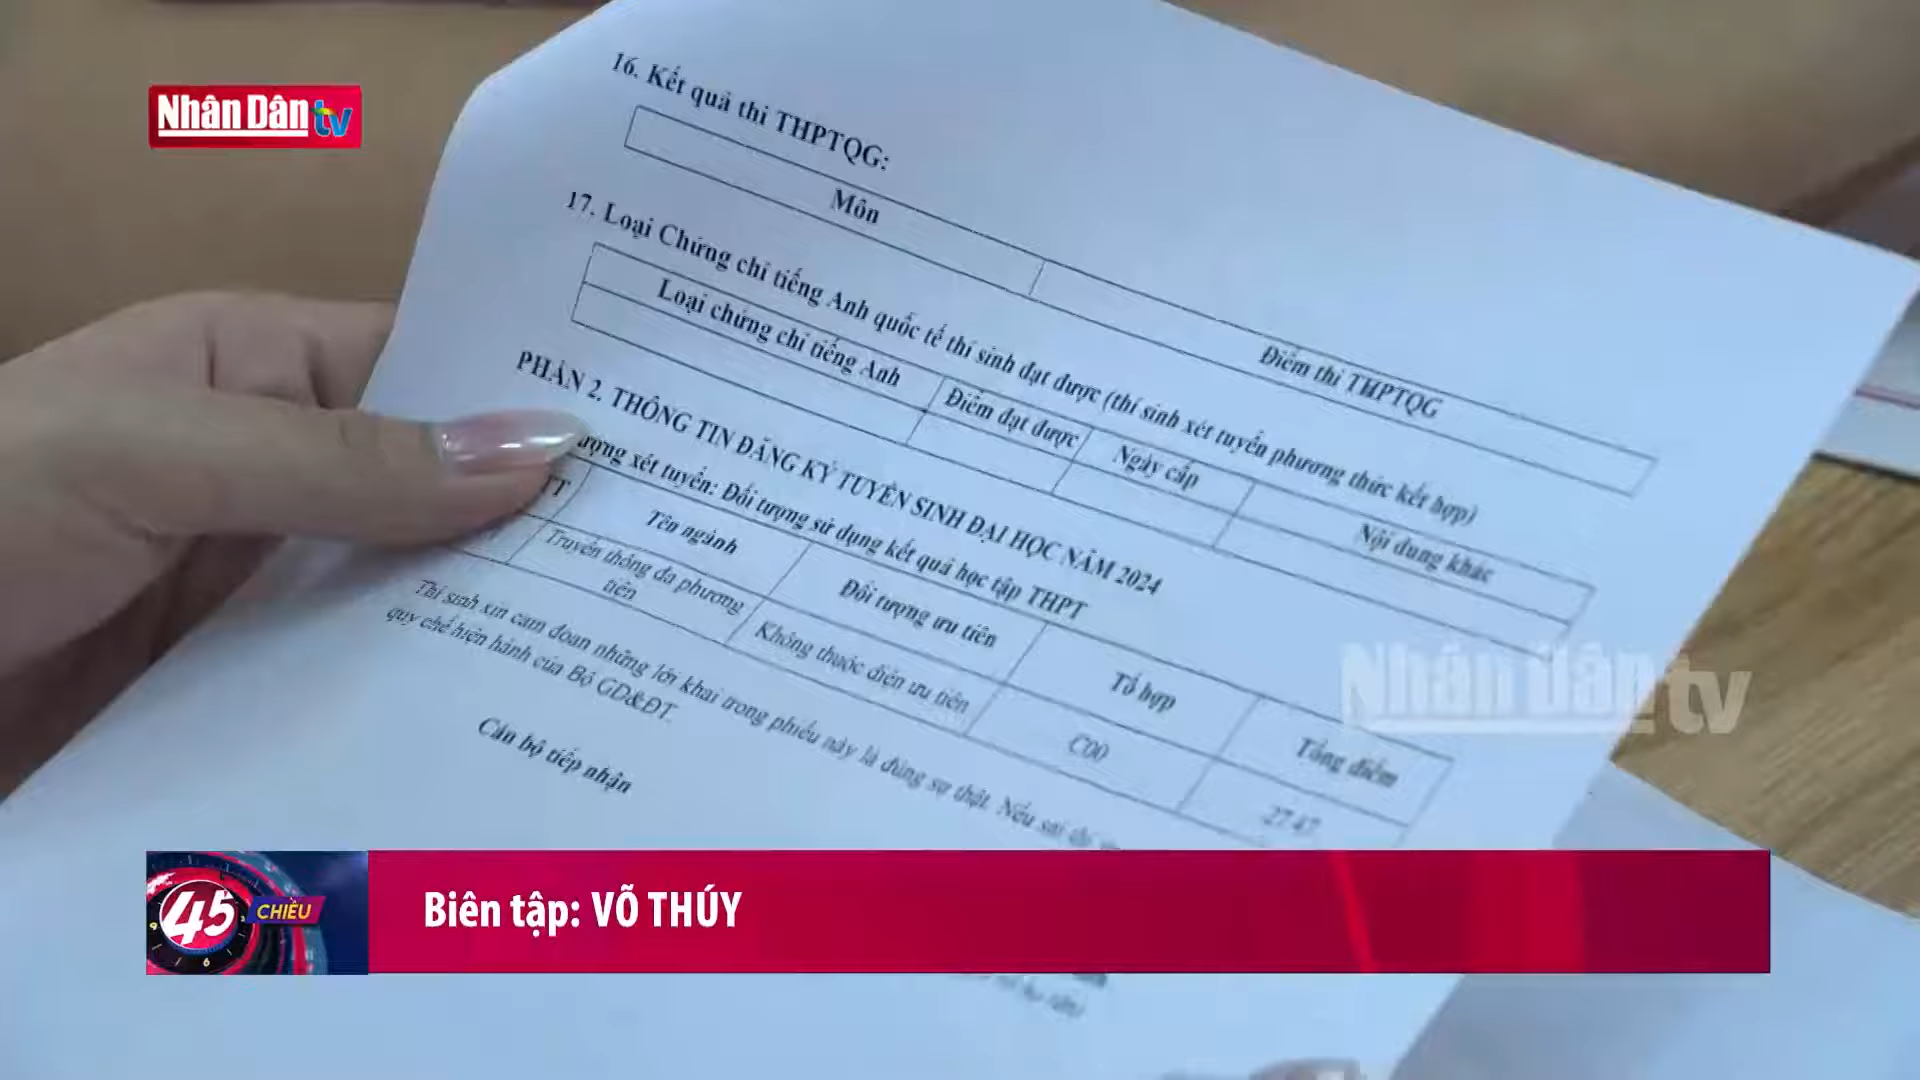 Nhân Dân tv
16. Kết quả thi THPTQG:
Môn
Điểm thi THPTQG
17. Loại Chứng chỉ tiếng Anh quốc tế thí sinh đạt được (thí sinh xét tuyển phương thức kết hợp)
Loại chứng chỉ tiếng Anh
Điểm đạt được
Ngày cấp
Nội dung khác
PHẦN 2. THÔNG TIN ĐĂNG KÝ TUYỂN SINH ĐẠI HỌC NĂM 2024
xét tuyển: Đối tượng sử dụng kết quả học tập THPT
TT
Tên ngành
Đối tượng ưu tiên
Tổ hợp
Tổng điểm
Truyền thông đa phương
tiện
Không thuộc diện ưu tiên
C00
27.47
Thí sinh xin cam đoan những lời khai trong phiếu này là đúng sự thật. Nếu sai thì
quy chế hiện hành của Bộ GD&ĐT.
Cán bộ tiếp nhận
Nhân Dân tv
45 CHIỀU
Biên tập: VÕ THÚY